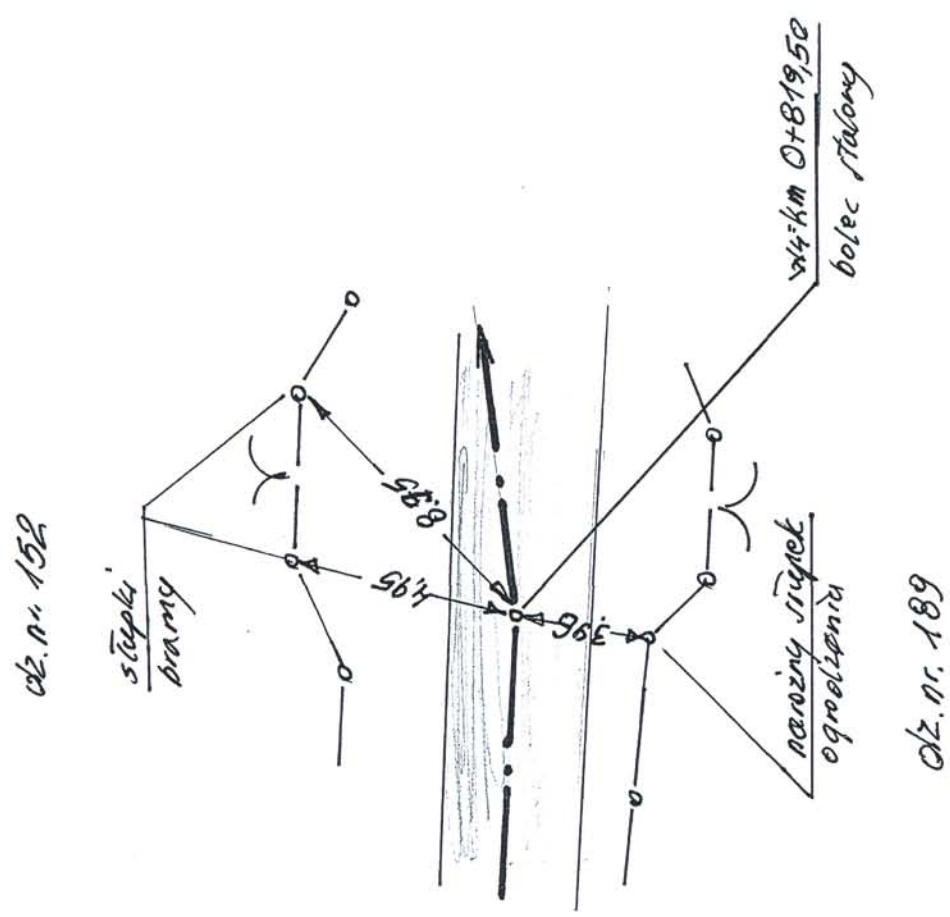 dz. nr. 152
słupki
bramy
8,95
4,95
3,96
w4=km 0+819,50
bolec stalowy
narożny słupek
ogrodzenia
dz. nr. 189